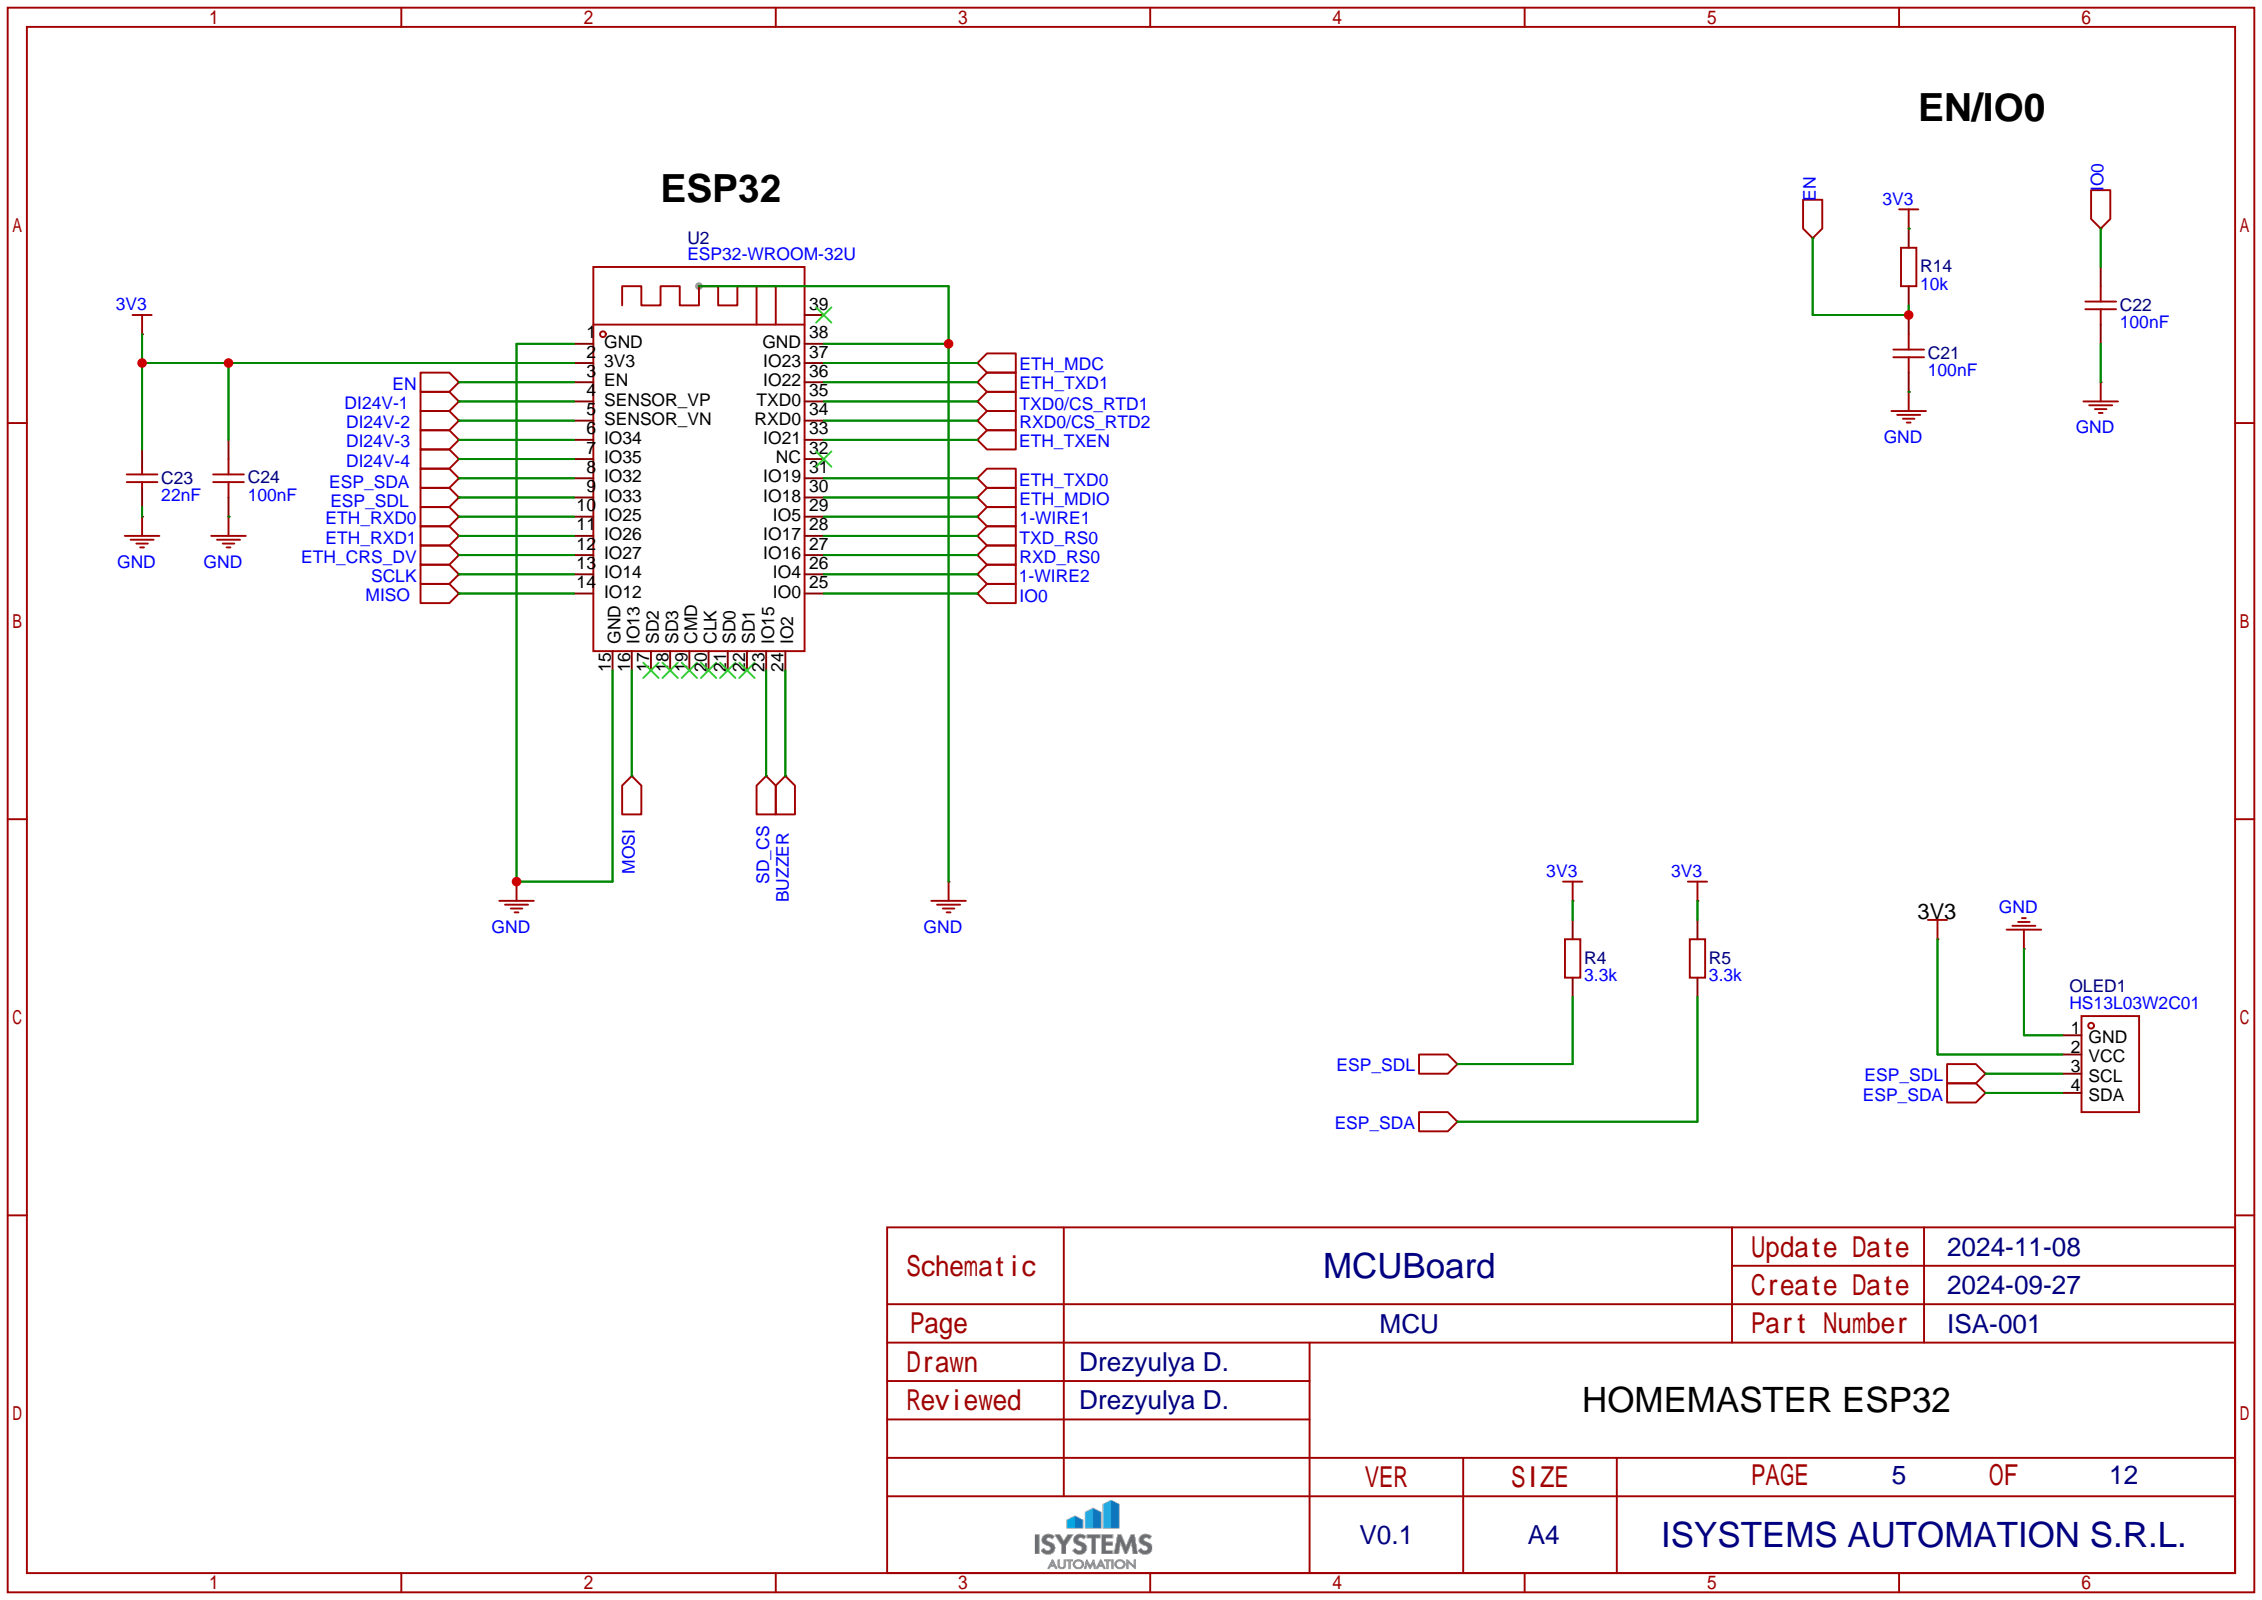 1 2 3 4 5 6
EN/IO0
ESP32
U2
ESP32-WROOM-32U
EN
3V3
IO0
R14
10k
C22
100nF
C21
100nF
GND
GND
A
A
3V3
C23
22nF
C24
100nF
GND
GND
EN
DI24V-1
DI24V-2
DI24V-3
DI24V-4
ESP_SDA
ESP_SDL
ETH_RXD0
ETH_RXD1
ETH_CRS_DV
SCLK
MISO
1 GND
2 3V3
3 EN
4 SENSOR_VP
5 SENSOR_VN
6 IO34
7 IO35
8 IO32
9 IO33
10 IO25
11 IO26
12 IO27
13 IO14
14 IO12
39
GND 38
IO23 37
IO22 36
TXD0 35
RXD0 34
IO21 33
NC 32
IO19 31
IO18 30
IO5 29
IO17 28
IO16 27
IO4 26
IO0 25
ETH_MDC
ETH_TXD1
TXD0/CS_RTD1
RXD0/CS_RTD2
ETH_TXEN
ETH_TXD0
ETH_MDIO
1-WIRE1
TXD_RS0
RXD_RS0
1-WIRE2
IO0
GND IO13 SD2 SD3 CMD CLK SD0 SD1 IO15 IO2
15 16 17 18 19 20 21 22 23 24
MOSI
SD_CS
BUZZER
GND
GND
B
B
3V3
3V3
R4
3.3k
R5
3.3k
ESP_SDL
ESP_SDA
3V3
GND
OLED1
HS13L03W2C01
1 GND
2 VCC
3 SCL
4 SDA
ESP_SDL
ESP_SDA
C
C
Schematic
MCUBoard
Update Date 2024-11-08
Create Date 2024-09-27
Page
MCU
Part Number ISA-001
Drawn Drezyulya D.
Reviewed Drezyulya D.
HOMEMASTER ESP32
VER SIZE PAGE 5 OF 12
V0.1 A4 ISYSTEMS AUTOMATION S.R.L.
ISYSTEMS
AUTOMATION
D
D
1 2 3 4 5 6